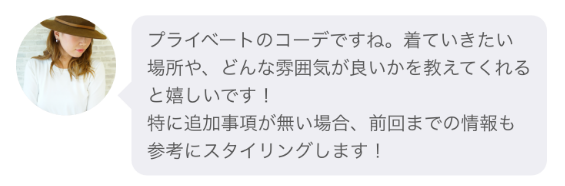 プライベートのコーデですね。着ていきたい
場所や、どんな雰囲気が良いかを教えてくれる
と嬉しいです！
特に追加事項が無い場合、前回までの情報も
参考にスタイリングします！